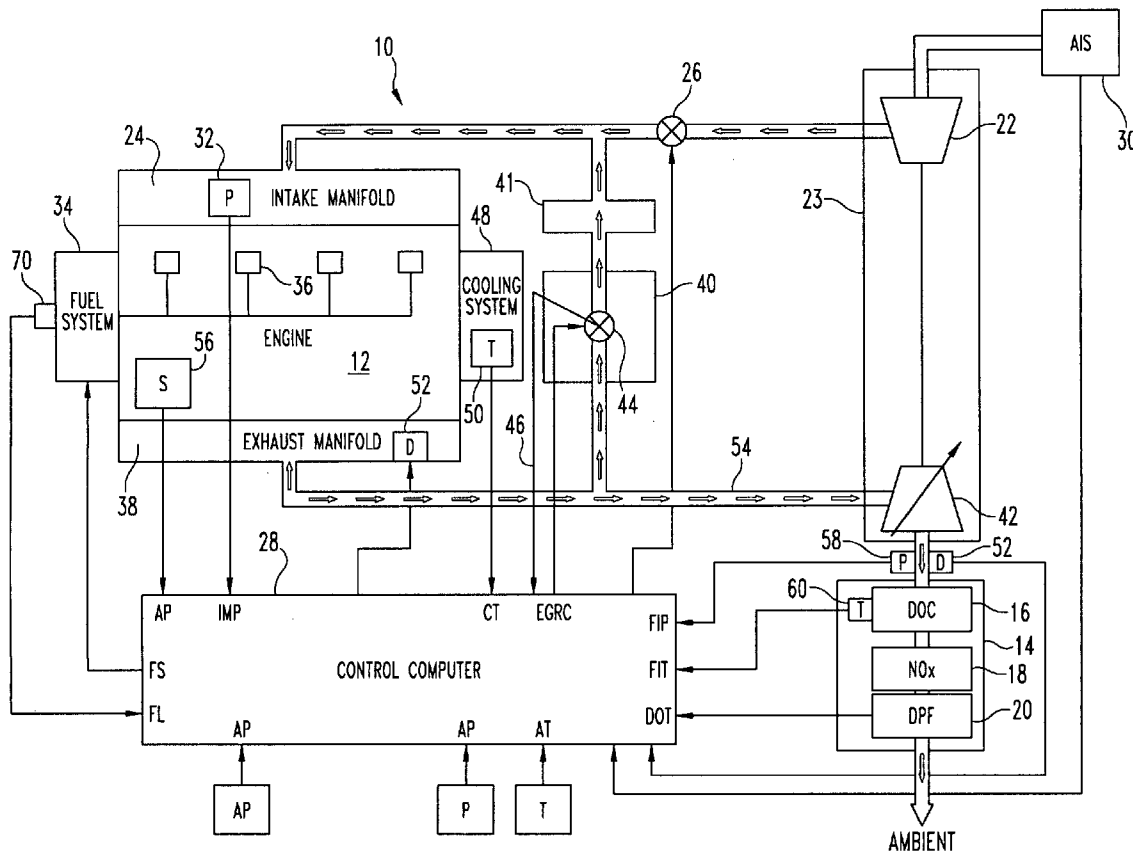 10
26
AIS
30
22
24
32
P
INTAKE MANIFOLD
41
23
34
70
FUEL
SYSTEM
36
48
COOLING
SYSTEM
T
50
40
44
ENGINE
12
56
S
52
D
EXHAUST MANIFOLD
38
46
54
42
58
P
D
52
60
T
DOC
16
14
NOx
18
DPF
20
28
AP
IMP
CT
EGRC
FIP
FS
CONTROL COMPUTER
FIT
FL
DOT
AP
AP
AT
AP
P
T
AMBIENT